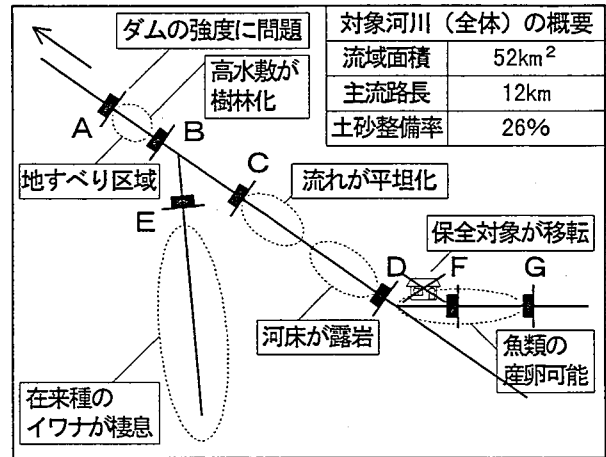 ダムの強度に問題
高水敷が
樹林化
対象河川（全体）の概要
流域面積 52km²
主流路長 12km
土砂整備率 26%
A
B
地すべり区域
C
流れが平坦化
E
保全対象が移転
D
F
G
河床が露岩
魚類の
産卵可能
在来種の
イワナが棲息